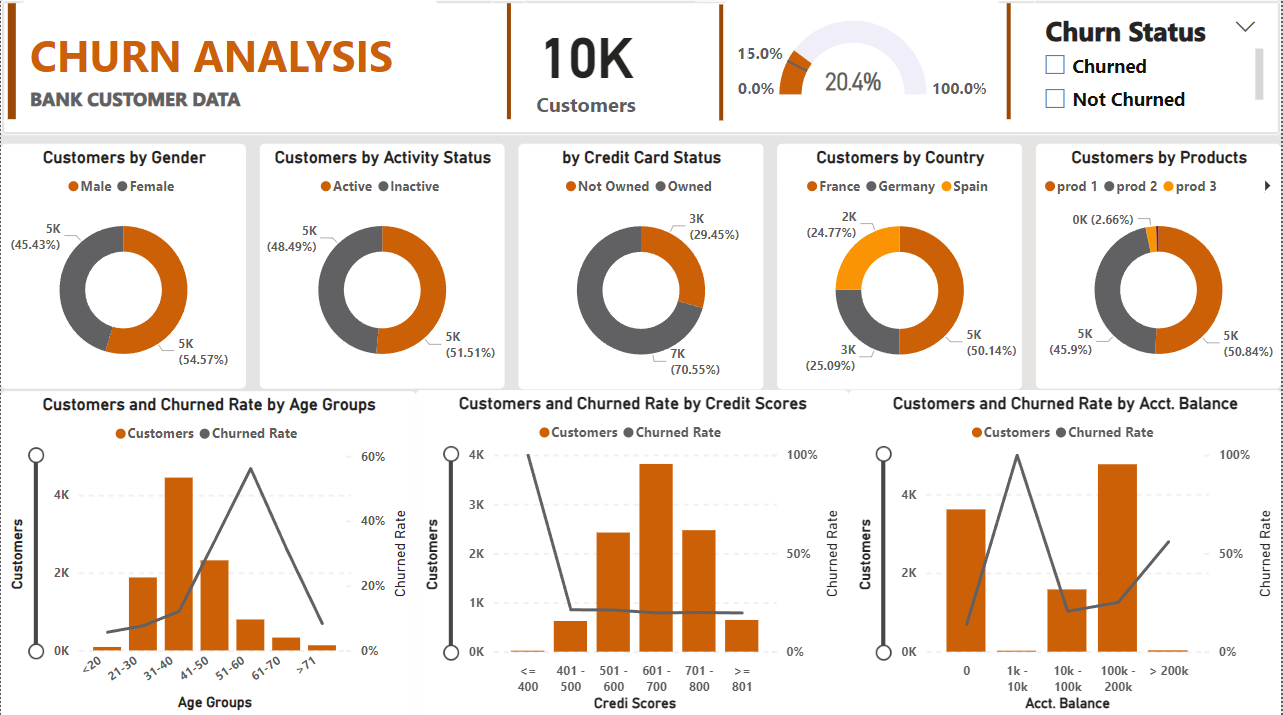 CHURN ANALYSIS
BANK CUSTOMER DATA
10K
Customers
15.0%
0.0%
20.4%
100.0%
Churn Status
Churned
Not Churned
Customers by Gender
Male Female
5K
(45.43%)
5K
(54.57%)
Customers by Activity Status
Active Inactive
5K
(48.49%)
5K
(51.51%)
by Credit Card Status
Not Owned Owned
3K
(29.45%)
7K
(70.55%)
Customers by Country
France Germany Spain
2K
(24.77%)
3K
(25.09%)
5K
(50.14%)
Customers by Products
prod 1 prod 2 prod 3
0K (2.66%)
5K
(45.9%)
5K
(50.84%)
Customers and Churned Rate by Age Groups
Customers Churned Rate
Customers
4K
2K
0K
60%
40%
20%
0%
Churned Rate
<20 21-30 31-40 41-50 51-60 61-70 >71
Age Groups
Customers and Churned Rate by Credit Scores
Customers Churned Rate
Customers
4K
3K
2K
1K
0K
100%
50%
0%
Churned Rate
<= 401 - 501 - 601 - 701 - >=
400 500 600 700 800 801
Credi Scores
Customers and Churned Rate by Acct. Balance
Customers Churned Rate
Customers
4K
2K
0K
100%
50%
0%
Churned Rate
0 1k - 10k - 100k - > 200k
10k 100k 200k
Acct. Balance